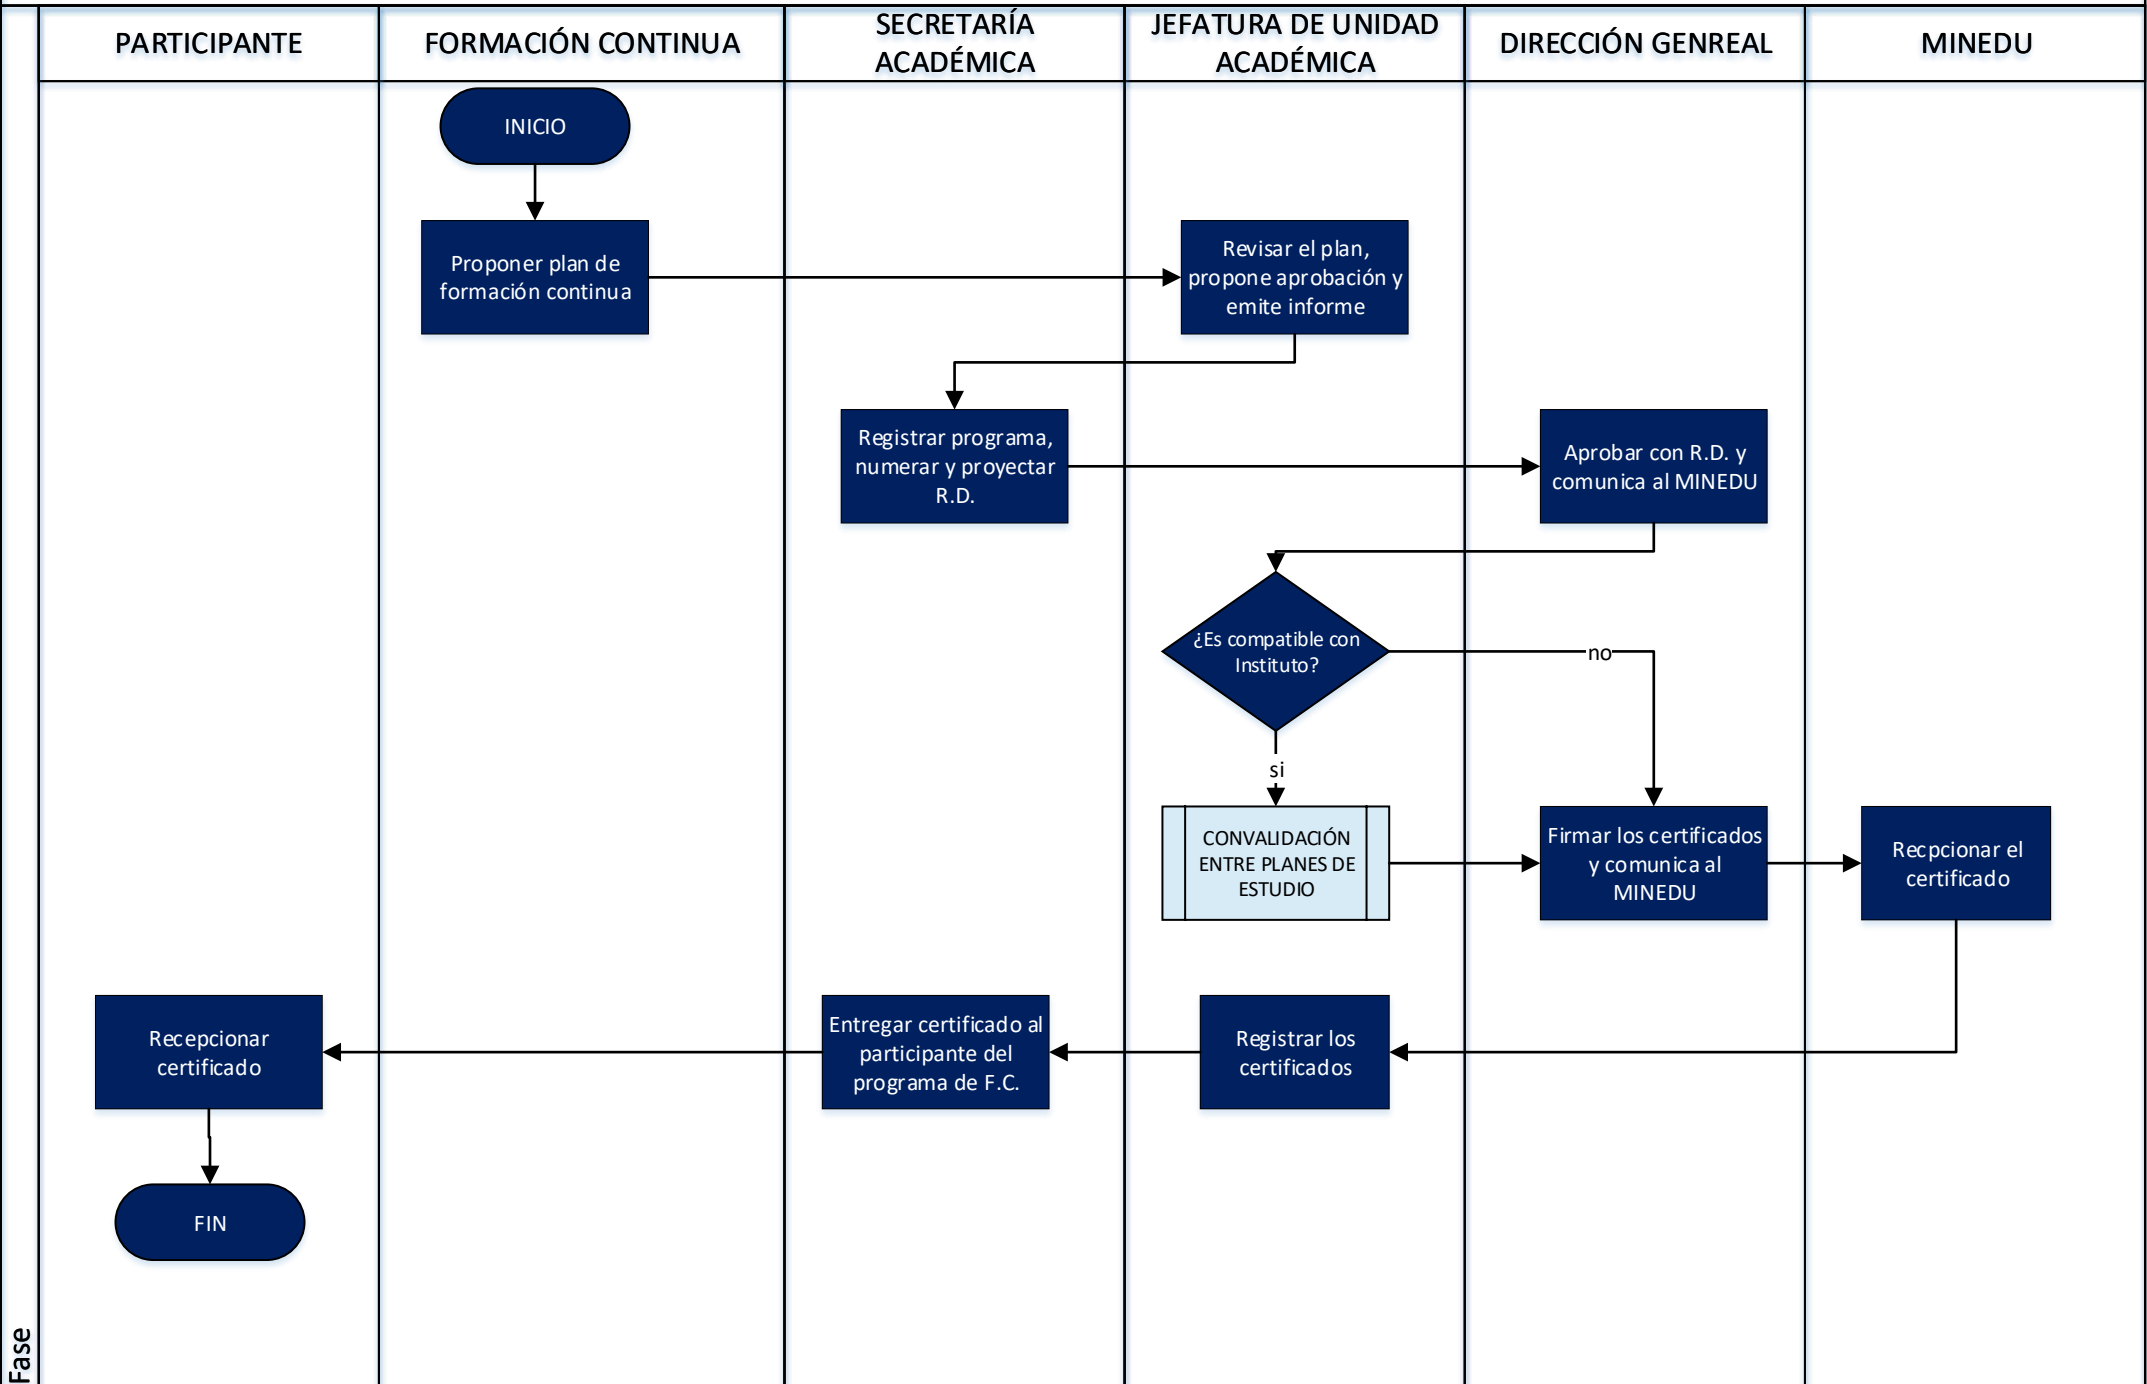 PARTICIPANTE
FORMACIÓN CONTINUA
SECRETARÍA
ACADÉMICA
JEFATURA DE UNIDAD
ACADÉMICA
DIRECCIÓN GENREAL
MINEDU
INICIO
Proponer plan de
formación continua
Revisar el plan,
propone aprobación y
emite informe
Registrar programa,
numerar y proyectar
R.D.
Aprobar con R.D. y
comunica al MINEDU
¿Es compatible con
Instituto?
no
si
CONVALIDACIÓN
ENTRE PLANES DE
ESTUDIO
Firmar los certificados
y comunica al
MINEDU
Recpcionar el
certificado
Recepcionar
certificado
Entregar certificado al
participante del
programa de F.C.
Registrar los
certificados
FIN
Fase